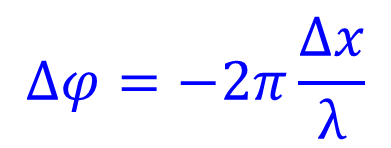 Δφ = −2π Δx/λ